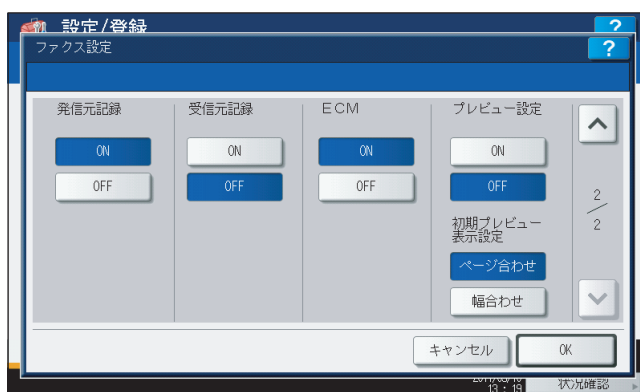 設定/登録
?
ファクス設定
?
発信元記録
受信元記録
ECM
プレビュー設定
ON
ON
ON
ON
OFF
OFF
OFF
OFF
初期プレビュー
表示設定
ページ合わせ
幅合わせ
2
2
キャンセル
OK
13:19
状況確認